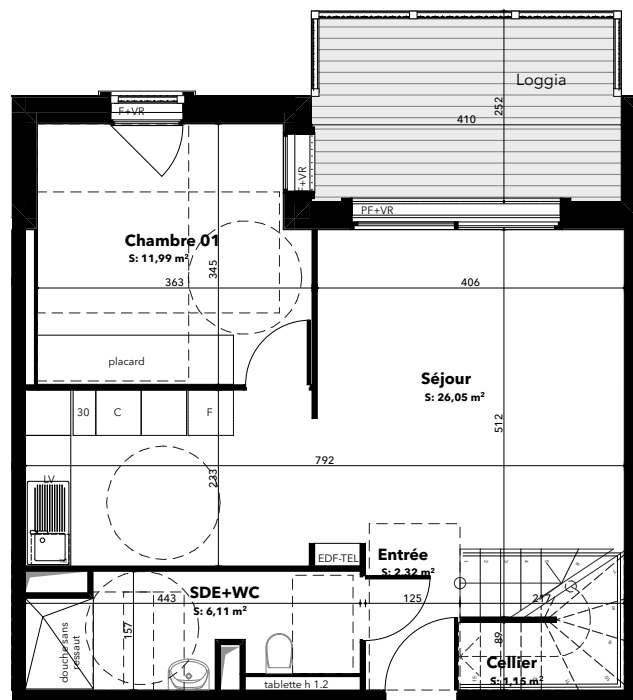 Loggia
252
410
F+VR
F+VR
PF+VR
Chambre 01
S: 11,99 m²
345
363
406
placard
Séjour
S: 26,05 m²
512
30
C
F
792
233
LV
EDF-TEL
Entrée
S: 2,32 m²
SDE+WC
S: 6,11 m²
443
125
217
157
89
douche sans
ressaut
Cellier
S: 1,15 m²
tablette h 1.2